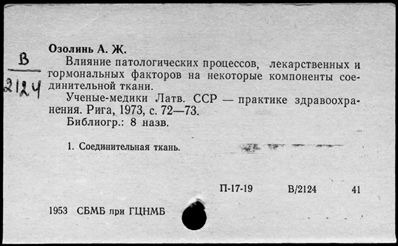 Озолинь А. Ж.
В
2124
Влияние патологических процессов, лекарственных и
гормональных факторов на некоторые компоненты сое-
динительной ткани.
Ученые-медики Латв. ССР — практике здравоохра-
нения. Рига, 1973, с. 72—73.
Библиогр.: 8 назв.
1. Соединительная ткань.
П-17-19 В/2124 41
1953 СБМБ при ГЦНМБ